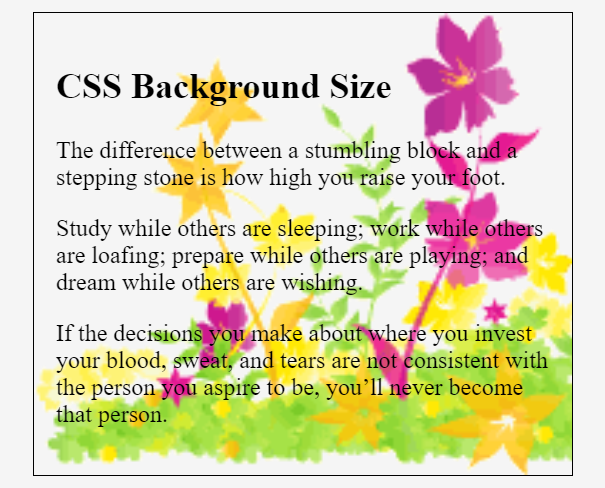 CSS Background Size
The difference between a stumbling block and a
stepping stone is how high you raise your foot.
Study while others are sleeping; work while others
are loafing; prepare while others are playing; and
dream while others are wishing.
If the decisions you make about where you invest
your blood, sweat, and tears are not consistent with
the person you aspire to be, you’ll never become
that person.